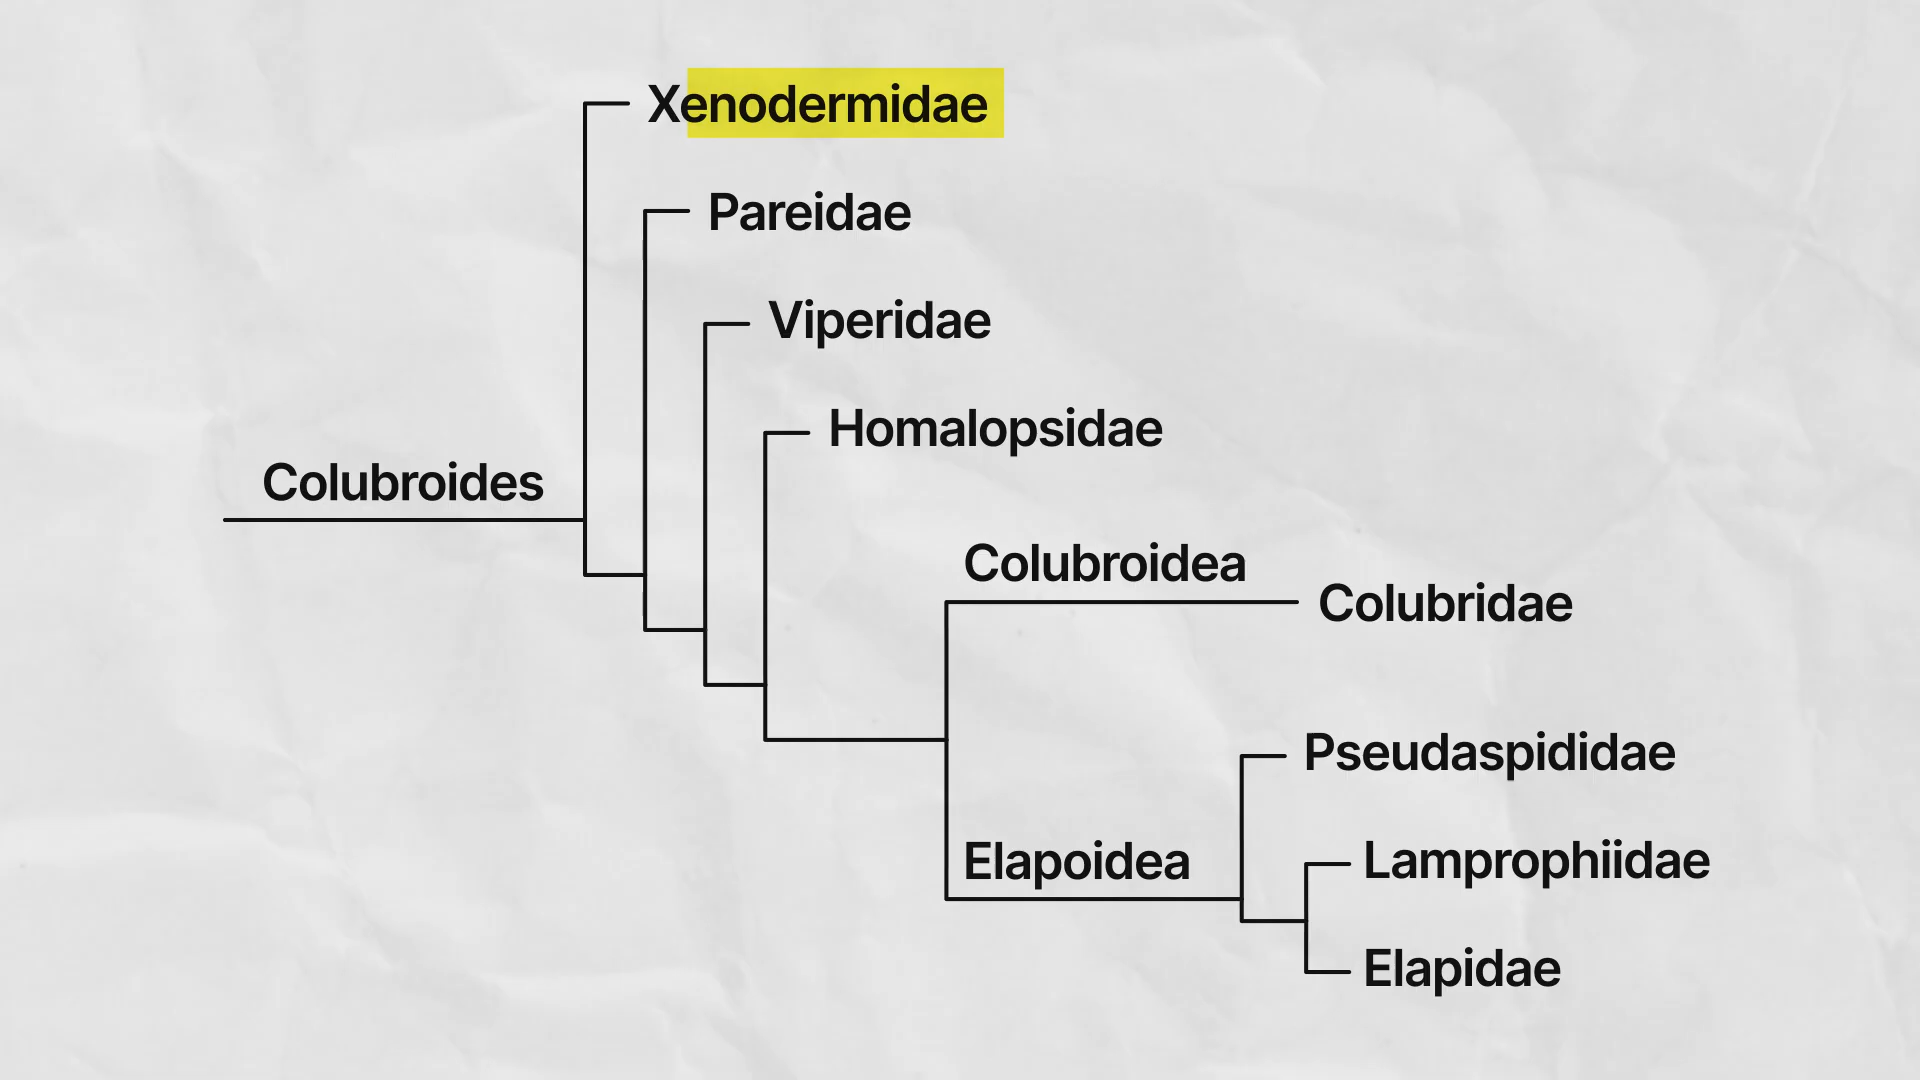 Xenodermidae
Pareidae
Viperidae
Homalopsidae
Colubroides
Colubroidea
Colubridae
Pseudaspididae
Elapoidea
Lamprophiidae
Elapidae